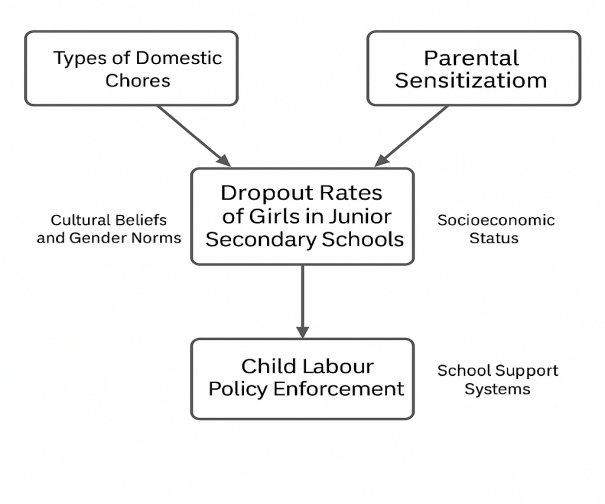 Types of Domestic
Chores
Parental
Sensitizatiom
Dropout Rates
of Girls in Junior
Secondary Schools
Cultural Beliefs
and Gender Norms
Socioeconomic
Status
Child Labour
Policy Enforcement
School Support
Systems